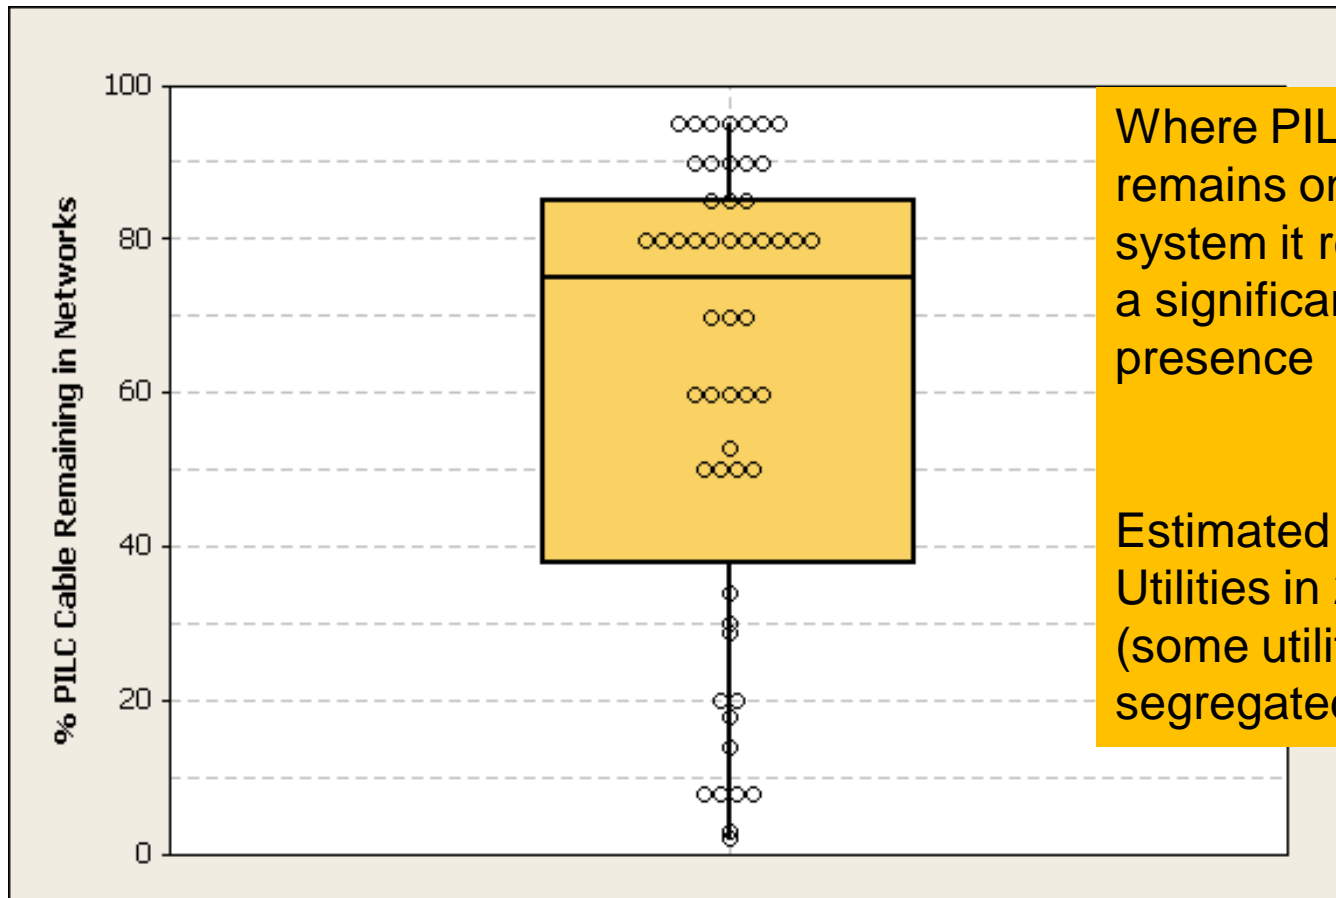 100
80
60
40
20
0
% PILC Cable Remaining in Networks
Where PIL
remains or
system it r
a significa
presence
Estimated
Utilities in
(some utili
segregated